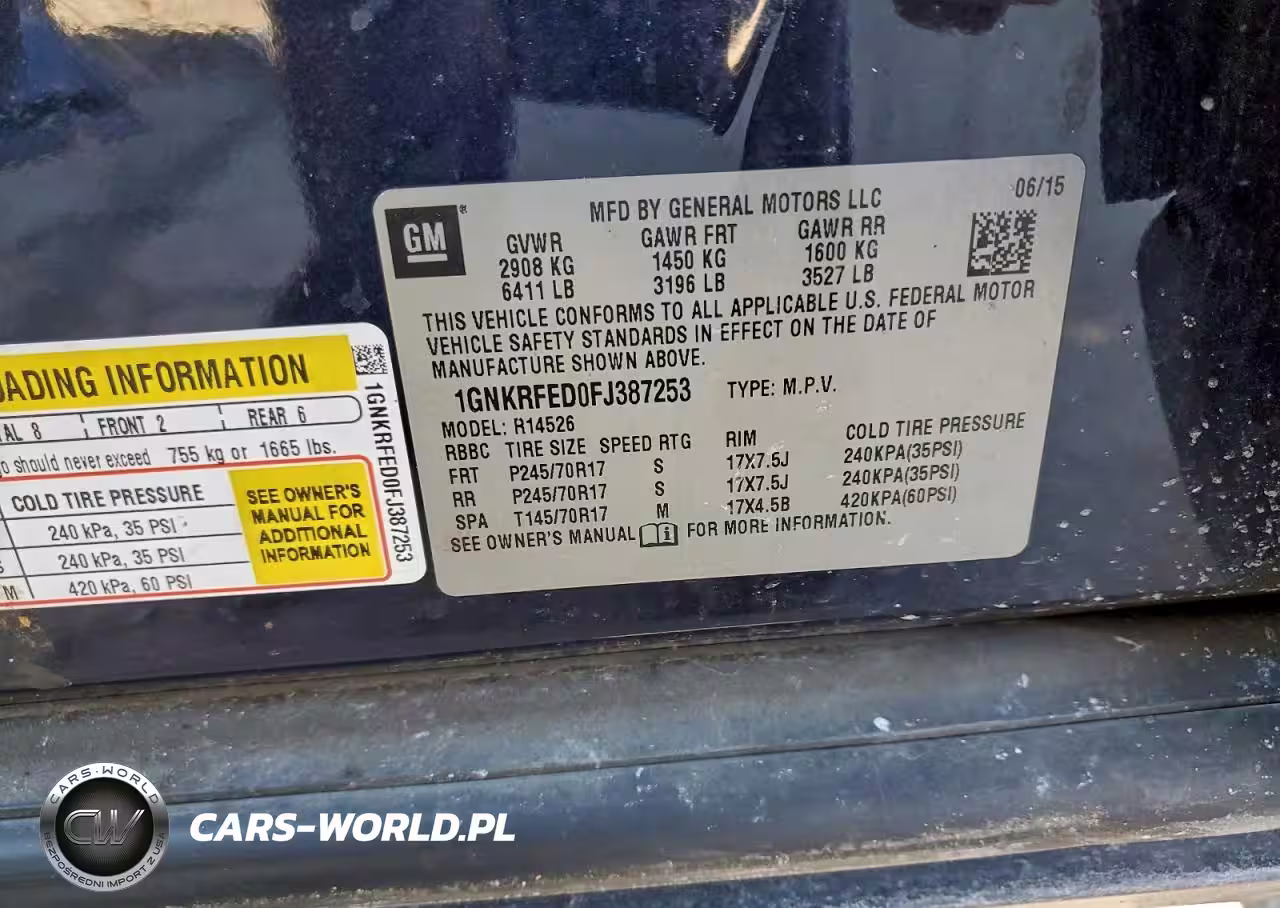 GM
MFD BY GENERAL MOTORS LLC
06/15
GVWR GAWR FRT GAWR RR
2908 KG 1450 KG 1600 KG
6411 LB 3196 LB 3527 LB
THIS VEHICLE CONFORMS TO ALL APPLICABLE U.S. FEDERAL MOTOR
VEHICLE SAFETY STANDARDS IN EFFECT ON THE DATE OF
MANUFACTURE SHOWN ABOVE.
1GNKRFED0FJ387253 TYPE: M.P.V.
MODEL: R14526
RBBC TIRE SIZE SPEED RTG RIM COLD TIRE PRESSURE
FRT P245/70R17 S 17X7.5J 240KPA(35PSI)
RR P245/70R17 S 17X7.5J 240KPA(35PSI)
SPA T145/70R17 M 17X4.5B 420KPA(60PSI)
SEE OWNER'S MANUAL FOR MORE INFORMATION.
OADING INFORMATION
AL 8 FRONT 2 REAR 6
go should never exceed 755 kg or 1665 lbs.
COLD TIRE PRESSURE
240 kPa, 35 PSI
S 240 kPa, 35 PSI
M 420 kPa, 60 PSI
SEE OWNER'S
MANUAL FOR
ADDITIONAL
INFORMATION
1GNKRFED0FJ387253
CARS-WORLD
CW
BEZPOŚREDNI IMPORT Z USA
CARS-WORLD.PL